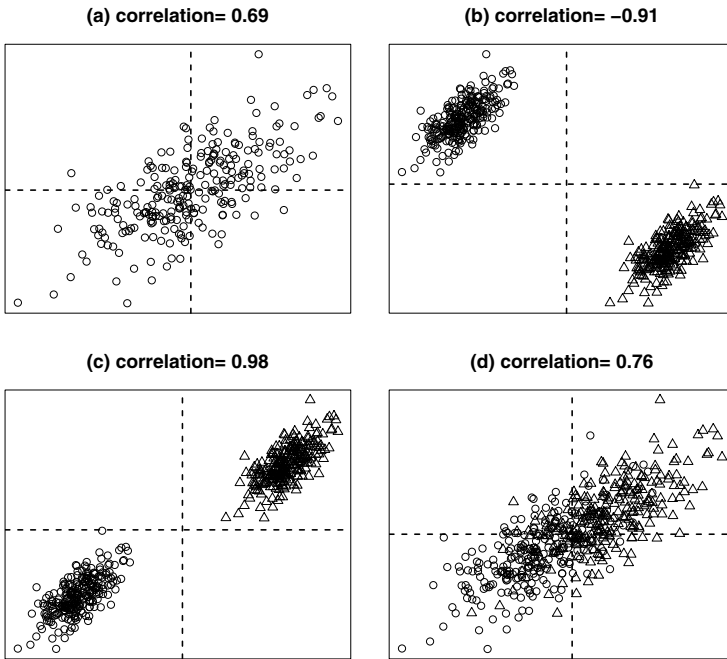 (a) correlation= 0.69
(b) correlation= −0.91
(c) correlation= 0.98
(d) correlation= 0.76